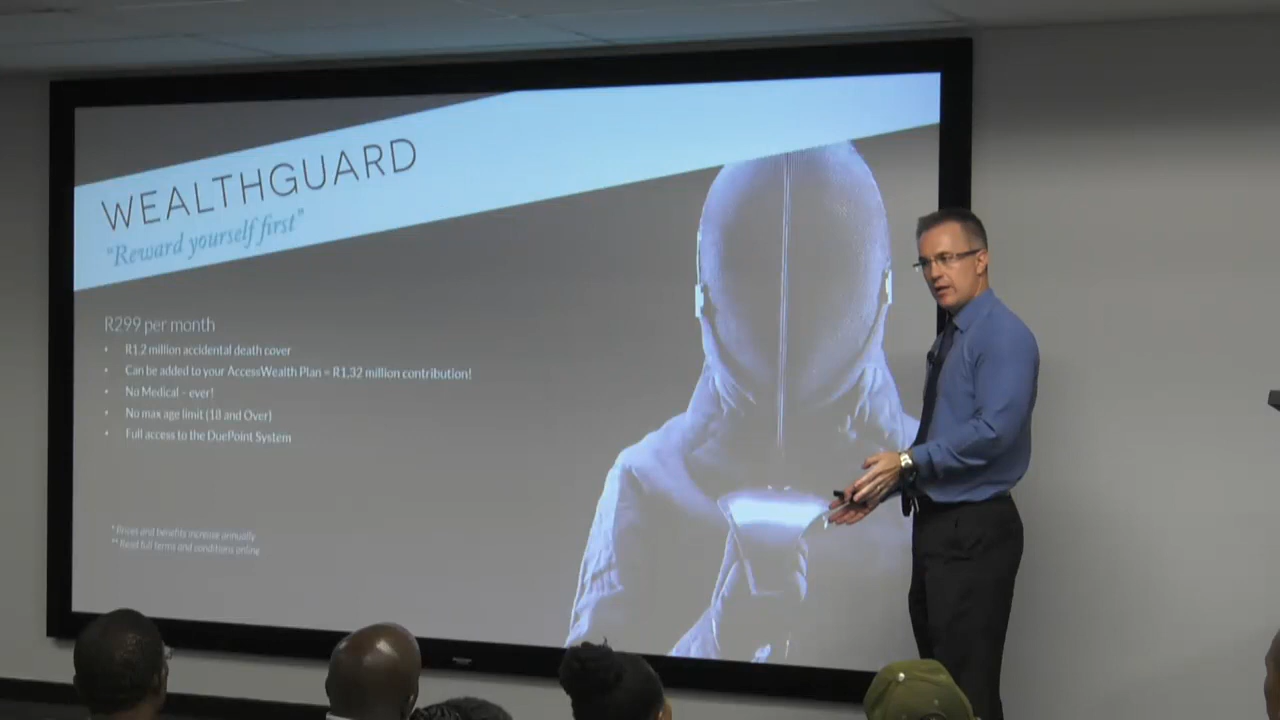 WEALTHGUARD
"Reward yourself first"
R299 per month
• R1.2 million accidental death cover
• Can be added to your AccessWealth Plan = R1,32 million contribution!
• No Medical - ever!
• No max age limit (18 and Over)
• Full access to the DuePoint System
* Prices and benefits increase annually
** Read full terms and conditions online